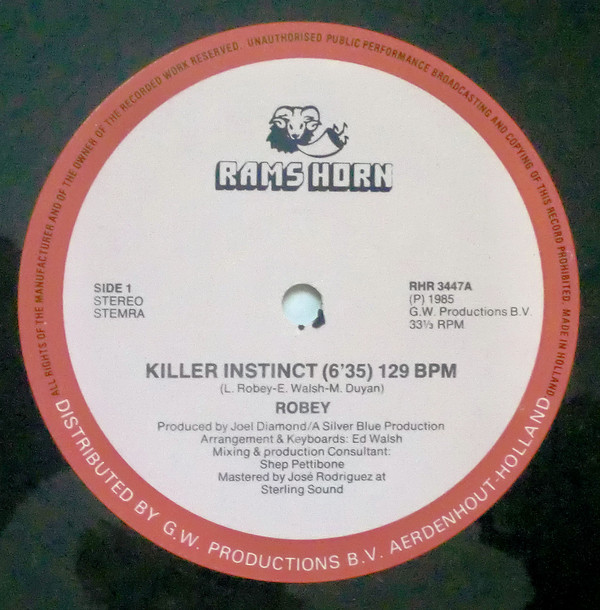 ALL RIGHTS OF THE MANUFACTURER AND OF THE OWNER OF THE RECORDED WORK RESERVED. UNAUTHORISED PUBLIC PERFORMANCE BROADCASTING AND COPYING OF THIS RECORD PROHIBITED. MADE IN HOLLAND
RAMS HORN
SIDE 1
STEREO
STEMRA
RHR 3447A
(P) 1985
G.W. Productions B.V.
33⅓ RPM
KILLER INSTINCT (6'35) 129 BPM
(L. Robey-E. Walsh-M. Duyan)
ROBEY
Produced by Joel Diamond/A Silver Blue Production
Arrangement & Keyboards: Ed Walsh
Mixing & production Consultant:
Shep Pettibone
Mastered by José Rodriguez at
Sterling Sound
DISTRIBUTED BY G.W. PRODUCTIONS B.V. AERDENHOUT-HOLLAND